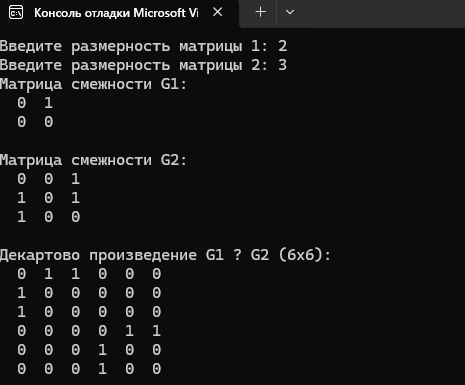 Консоль отладки Microsoft Vi
Введите размерность матрицы 1: 2
Введите размерность матрицы 2: 3
Матрица смежности G1:
0 1
0 0
Матрица смежности G2:
0 0 1
1 0 1
1 0 0
Декартово произведение G1 ? G2 (6x6):
0 1 1 0 0 0
1 0 0 0 0 0
1 0 0 0 0 0
0 0 0 0 1 1
0 0 0 1 0 0
0 0 0 1 0 0